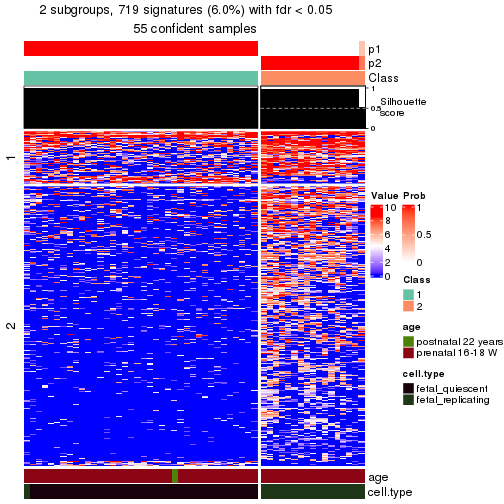 2 subgroups, 719 signatures (6.0%) with fdr < 0.05
55 confident samples
p1
p2
Class
1
0.5
0
Silhouette
score
1
2
Value
10
8
6
4
2
0
Prob
1
0.5
0
Class
1
2
age
postnatal 22 years
prenatal 16-18 W
cell.type
fetal_quiescent
fetal_replicating
age
cell.type